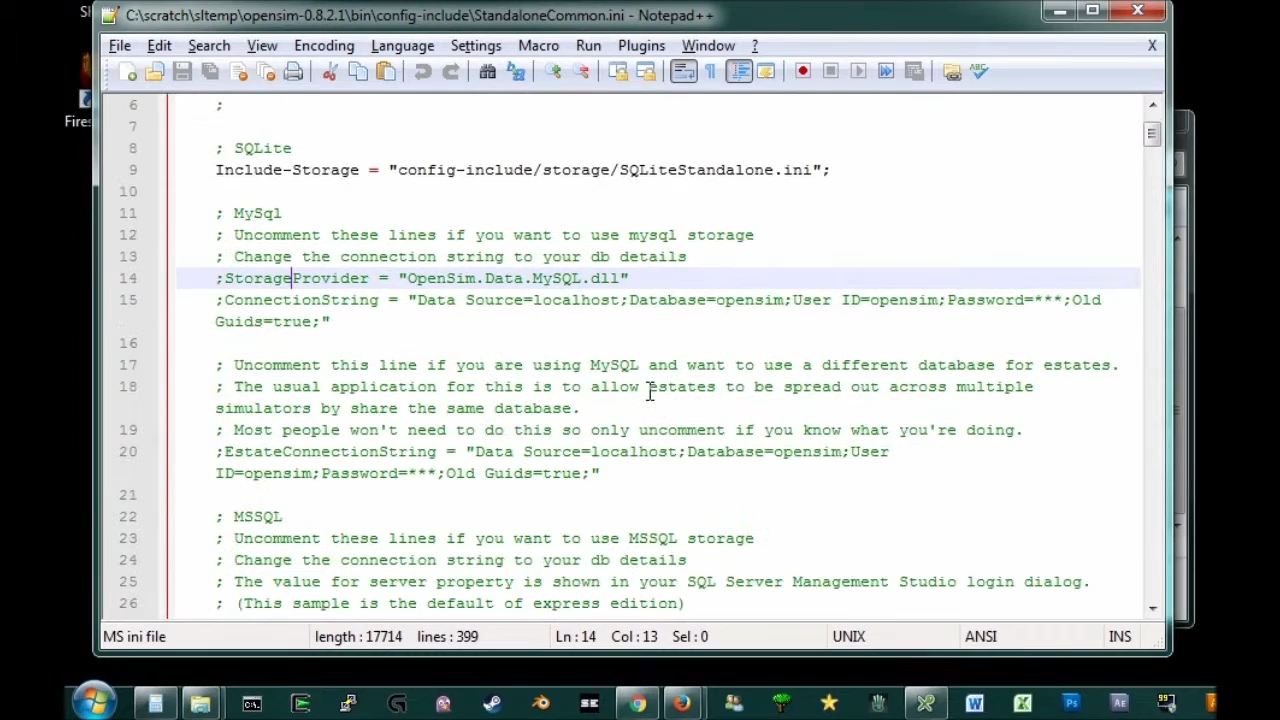 C:\scratch\sltemp\opensim-0.8.2.1\bin\config-include\StandaloneCommon.ini - Notepad++
File Edit Search View Encoding Language Settings Macro Run Plugins Window ? X
6 ;
7
8 ; SQLite
9 Include-Storage = "config-include/storage/SQLiteStandalone.ini";
10
11 ; MySql
12 ; Uncomment these lines if you want to use mysql storage
13 ; Change the connection string to your db details
14 ;StorageProvider = "OpenSim.Data.MySQL.dll"
15 ;ConnectionString = "Data Source=localhost;Database=opensim;User ID=opensim;Password=***;Old
Guids=true;"
16
17 ; Uncomment this line if you are using MySQL and want to use a different database for estates.
18 ; The usual application for this is to allow estates to be spread out across multiple
simulators by share the same database.
19 ; Most people won't need to do this so only uncomment if you know what you're doing.
20 ;EstateConnectionString = "Data Source=localhost;Database=opensim;User
ID=opensim;Password=***;Old Guids=true;"
21
22 ; MSSQL
23 ; Uncomment these lines if you want to use MSSQL storage
24 ; Change the connection string to your db details
25 ; The value for server property is shown in your SQL Server Management Studio login dialog.
26 ; (This sample is the default of express edition)
MS ini file length : 17714 lines : 399 Ln : 14 Col : 13 Sel : 0 UNIX ANSI INS